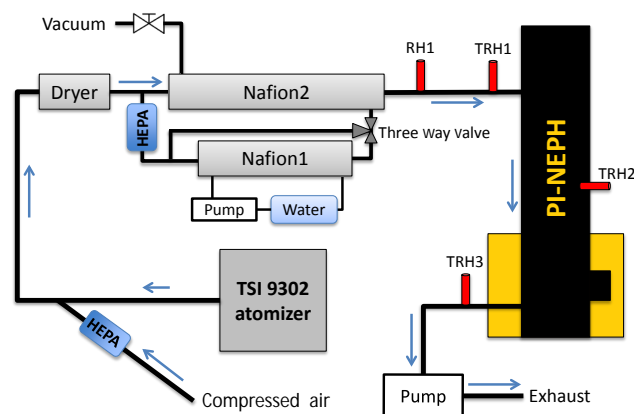 Vacuum
RH1
TRH1
Dryer
Nafion2
HEPA
Three way valve
Nafion1
Pump
Water
PI-NEPH
TRH2
TRH3
TSI 9302
atomizer
HEPA
Compressed air
Pump
Exhaust